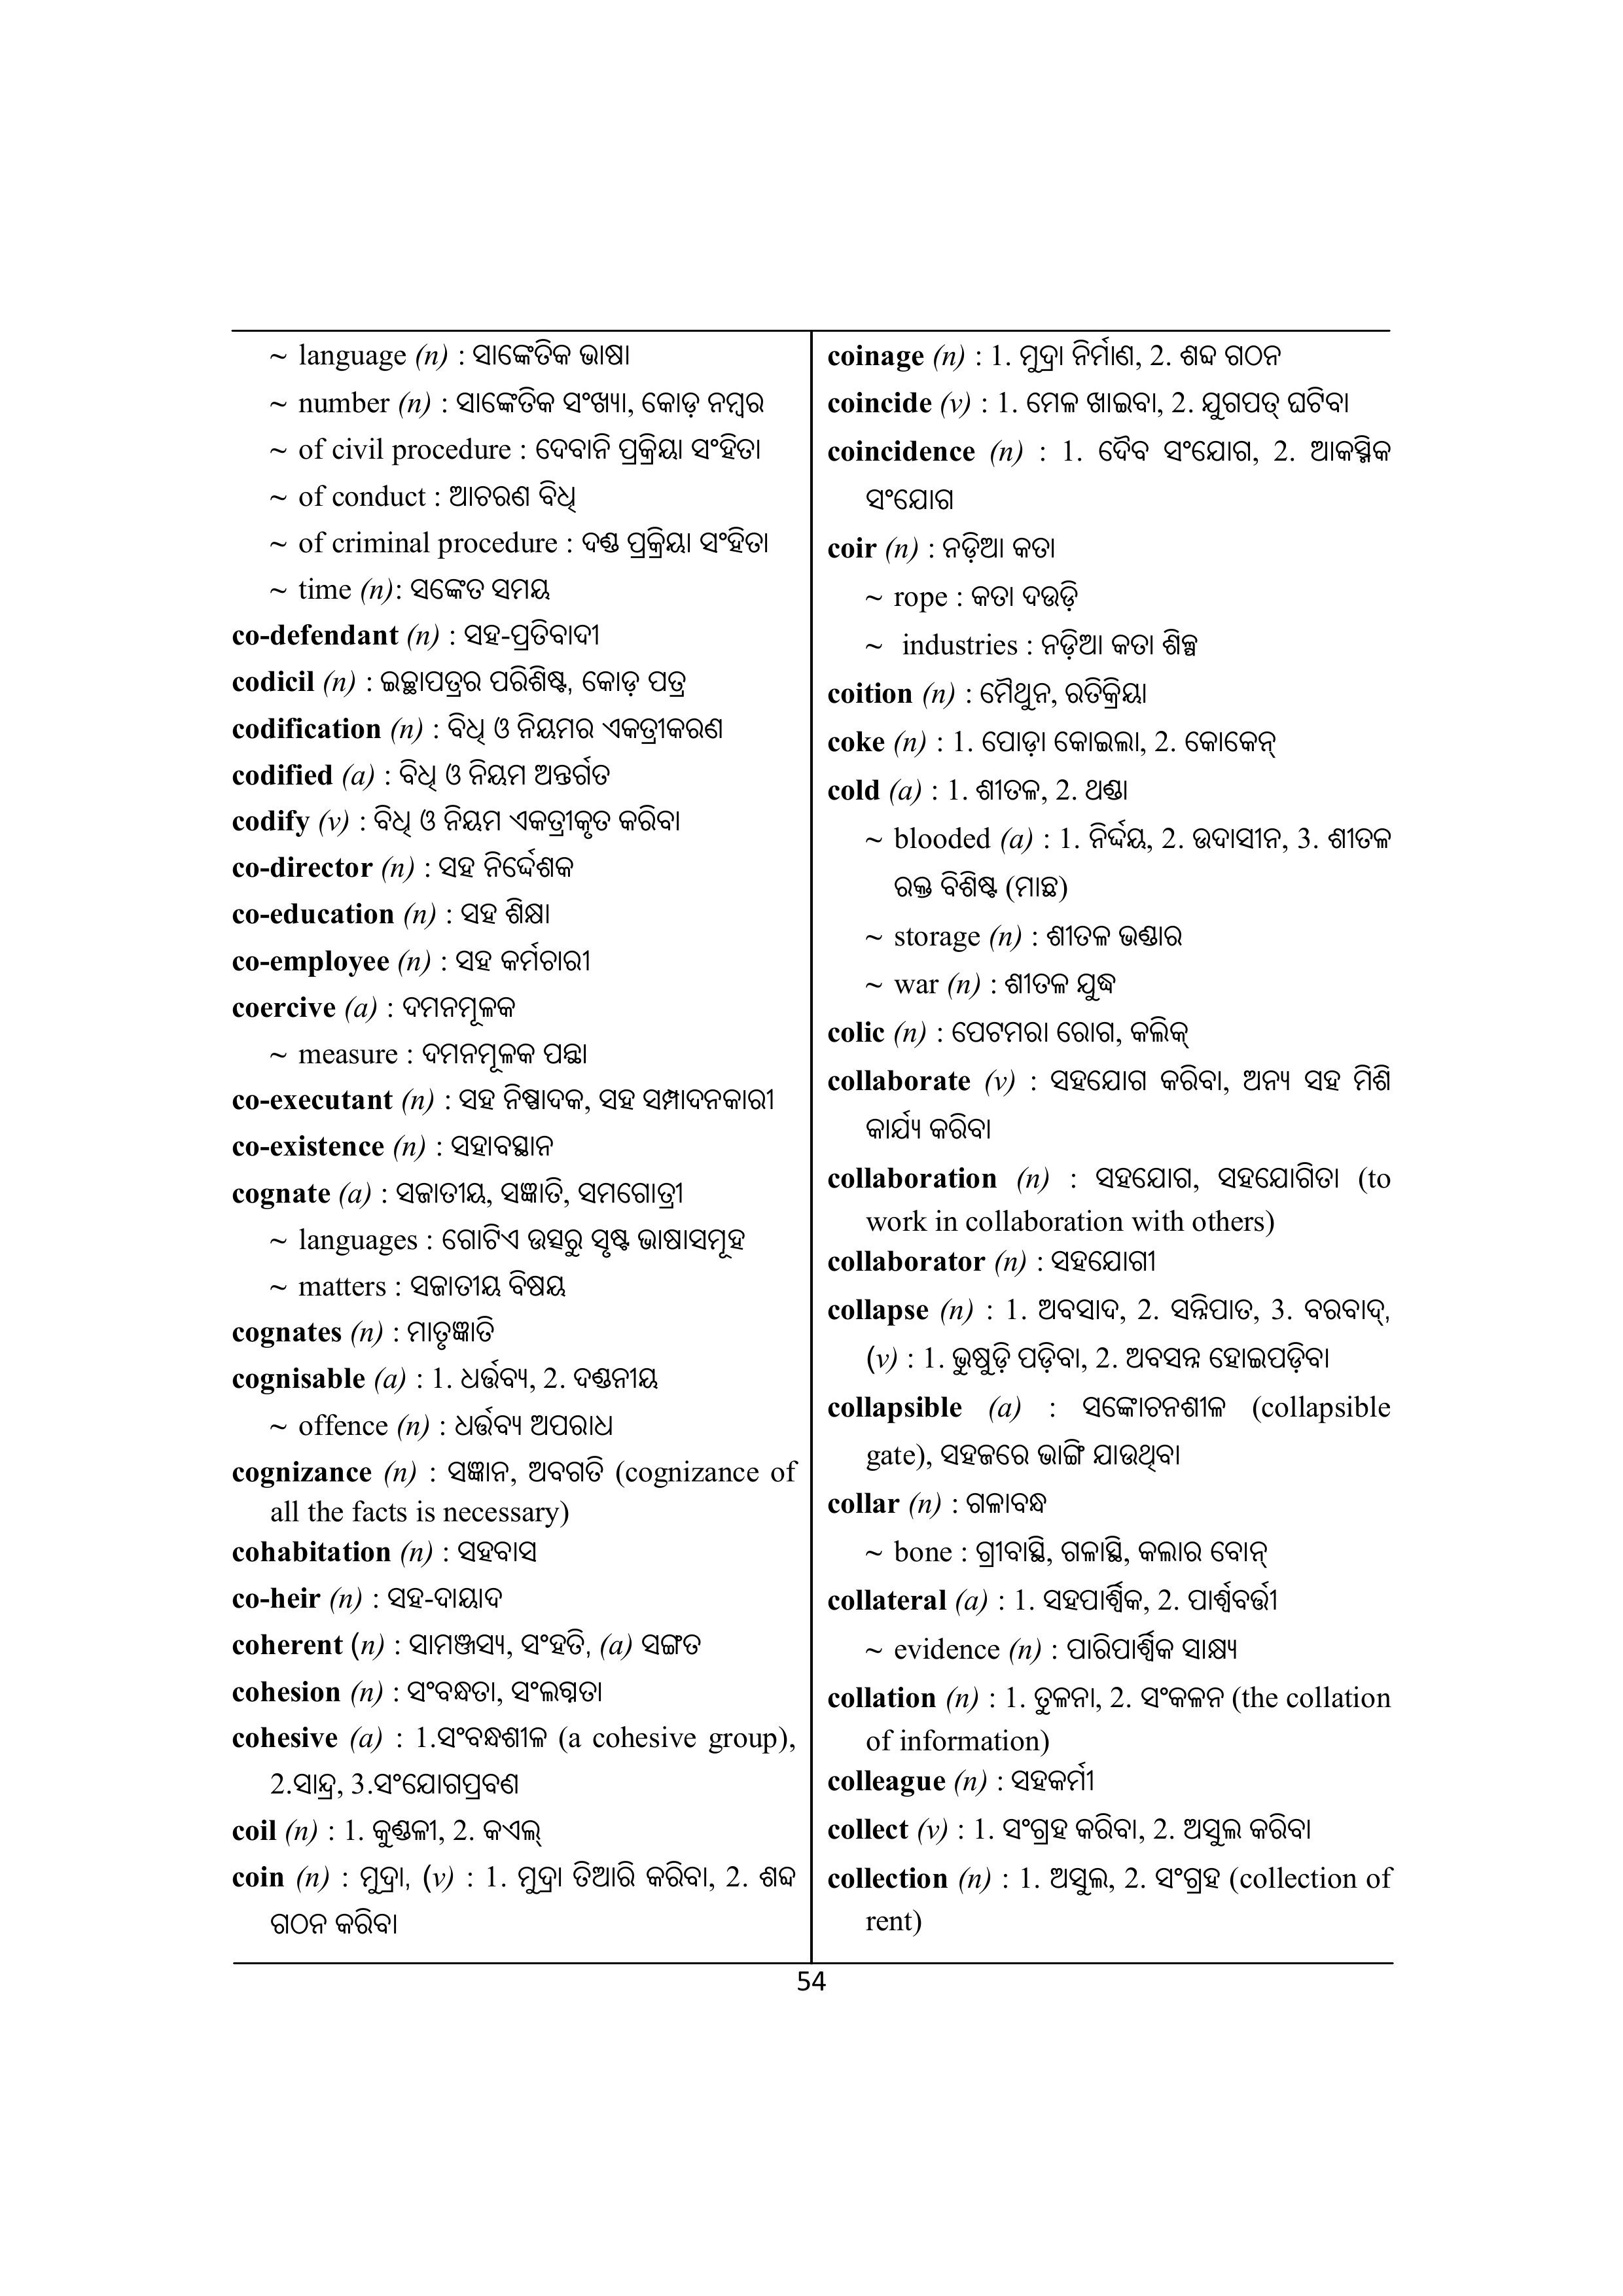 ~ language (n) : ସାଙ୍କେତିକ ଭାଷା
~ number (n) : ସାଙ୍କେତିକ ସଂଖ୍ୟା, କୋଡ଼ ନମ୍ବର
~ of civil procedure : ଦେବାନି ପ୍ରକ୍ରିୟା ସଂହିତା
~ of conduct : ଆଚରଣ ବିଧି
~ of criminal procedure : ଦଣ୍ଡ ପ୍ରକ୍ରିୟା ସଂହିତା
~ time (n): ସଙ୍କେତ ସମୟ
co-defendant (n) : ସହ-ପ୍ରତିବାଦୀ
codicil (n) : ଇଚ୍ଛାପତ୍ରର ପରିଶିଷ୍ଟ, କୋଡ଼ ପତ୍ର
codification (n) : ବିଧି ଓ ନିୟମର ଏକତ୍ରୀକରଣ
codified (a) : ବିଧି ଓ ନିୟମ ଅନ୍ତର୍ଗତ
codify (v) : ବିଧି ଓ ନିୟମ ଏକତ୍ରୀକୃତ କରିବା
co-director (n) : ସହ ନିର୍ଦ୍ଦେଶକ
co-education (n) : ସହ ଶିକ୍ଷା
co-employee (n) : ସହ କର୍ମଚାରୀ
coercive (a) : ଦମନମୂଳକ
~ measure : ଦମନମୂଳକ ପନ୍ଥା
co-executant (n) : ସହ ନିଷ୍ପାଦକ, ସହ ସମ୍ପାଦନକାରୀ
co-existence (n) : ସହାବସ୍ଥାନ
cognate (a) : ସଜାତୀୟ, ସଜ୍ଞାତି, ସମଗୋତ୍ରୀ
~ languages : ଗୋଟିଏ ଉତ୍ସରୁ ସୃଷ୍ଟ ଭାଷାସମୂହ
~ matters : ସଜାତୀୟ ବିଷୟ
cognates (n) : ମାତୃଜ୍ଞାତି
cognisable (a) : 1. ଧର୍ତ୍ତବ୍ୟ, 2. ଦଣ୍ଡନୀୟ
~ offence (n) : ଧର୍ତ୍ତବ୍ୟ ଅପରାଧ
cognizance (n) : ସଜ୍ଞାନ, ଅବଗତି (cognizance of
all the facts is necessary)
cohabitation (n) : ସହବାସ
co-heir (n) : ସହ-ଦାୟାଦ
coherent (n) : ସାମଞ୍ଜସ୍ୟ, ସଂହତି, (a) ସଙ୍ଗତ
cohesion (n) : ସଂବନ୍ଧତା, ସଂଲଗ୍ନତା
cohesive (a) : 1.ସଂବନ୍ଧଶୀଳ (a cohesive group),
2.ସାନ୍ଦ୍ର, 3.ସଂଯୋଗପ୍ରବଣ
coil (n) : 1. କୁଣ୍ଡଳୀ, 2. କଏଲ୍
coin (n) : ମୁଦ୍ରା, (v) : 1. ମୁଦ୍ରା ତିଆରି କରିବା, 2. ଶବ୍ଦ
ଗଠନ କରିବା
coinage (n) : 1. ମୁଦ୍ରା ନିର୍ମାଣ, 2. ଶବ୍ଦ ଗଠନ
coincide (v) : 1. ମେଳ ଖାଇବା, 2. ଯୁଗପତ୍ ଘଟିବା
coincidence (n) : 1. ଦୈବ ସଂଯୋଗ, 2. ଆକସ୍ମିକ
ସଂଯୋଗ
coir (n) : ନଡ଼ିଆ କତା
~ rope : କତା ଦଉଡ଼ି
~ industries : ନଡ଼ିଆ କତା ଶିଳ୍ପ
coition (n) : ମୈଥୁନ, ରତିକ୍ରିୟା
coke (n) : 1. ପୋଡ଼ା କୋଇଲା, 2. କୋକେନ୍
cold (a) : 1. ଶୀତଳ, 2. ଥଣ୍ଡା
~ blooded (a) : 1. ନିର୍ଦ୍ଦୟ, 2. ଉଦାସୀନ, 3. ଶୀତଳ
ରକ୍ତ ବିଶିଷ୍ଟ (ମାଛ)
~ storage (n) : ଶୀତଳ ଭଣ୍ଡାର
~ war (n) : ଶୀତଳ ଯୁଦ୍ଧ
colic (n) : ପେଟମରା ରୋଗ, କଲିକ୍
collaborate (v) : ସହଯୋଗ କରିବା, ଅନ୍ୟ ସହ ମିଶି
କାର୍ଯ୍ୟ କରିବା
collaboration (n) : ସହଯୋଗ, ସହଯୋଗିତା (to
work in collaboration with others)
collaborator (n) : ସହଯୋଗୀ
collapse (n) : 1. ଅବସାଦ, 2. ସନ୍ନିପାତ, 3. ବରବାଦ୍,
(v) : 1. ଭୁଷୁଡ଼ି ପଡ଼ିବା, 2. ଅବସନ୍ନ ହୋଇପଡ଼ିବା
collapsible (a) : ସଙ୍କୋଚନଶୀଳ (collapsible
gate), ସହଜରେ ଭାଙ୍ଗି ଯାଉଥିବା
collar (n) : ଗଳାବନ୍ଧ
~ bone : ଗ୍ରୀବାସ୍ଥି, ଗଳାସ୍ଥି, କଲାର ବୋନ୍
collateral (a) : 1. ସହପାର୍ଶ୍ୱିକ, 2. ପାର୍ଶ୍ୱବର୍ତ୍ତୀ
~ evidence (n) : ପାରିପାର୍ଶ୍ୱିକ ସାକ୍ଷ୍ୟ
collation (n) : 1. ତୁଳନା, 2. ସଂକଳନ (the collation
of information)
colleague (n) : ସହକର୍ମୀ
collect (v) : 1. ସଂଗ୍ରହ କରିବା, 2. ଅସୁଲ କରିବା
collection (n) : 1. ଅସୁଲ, 2. ସଂଗ୍ରହ (collection of
rent)
54